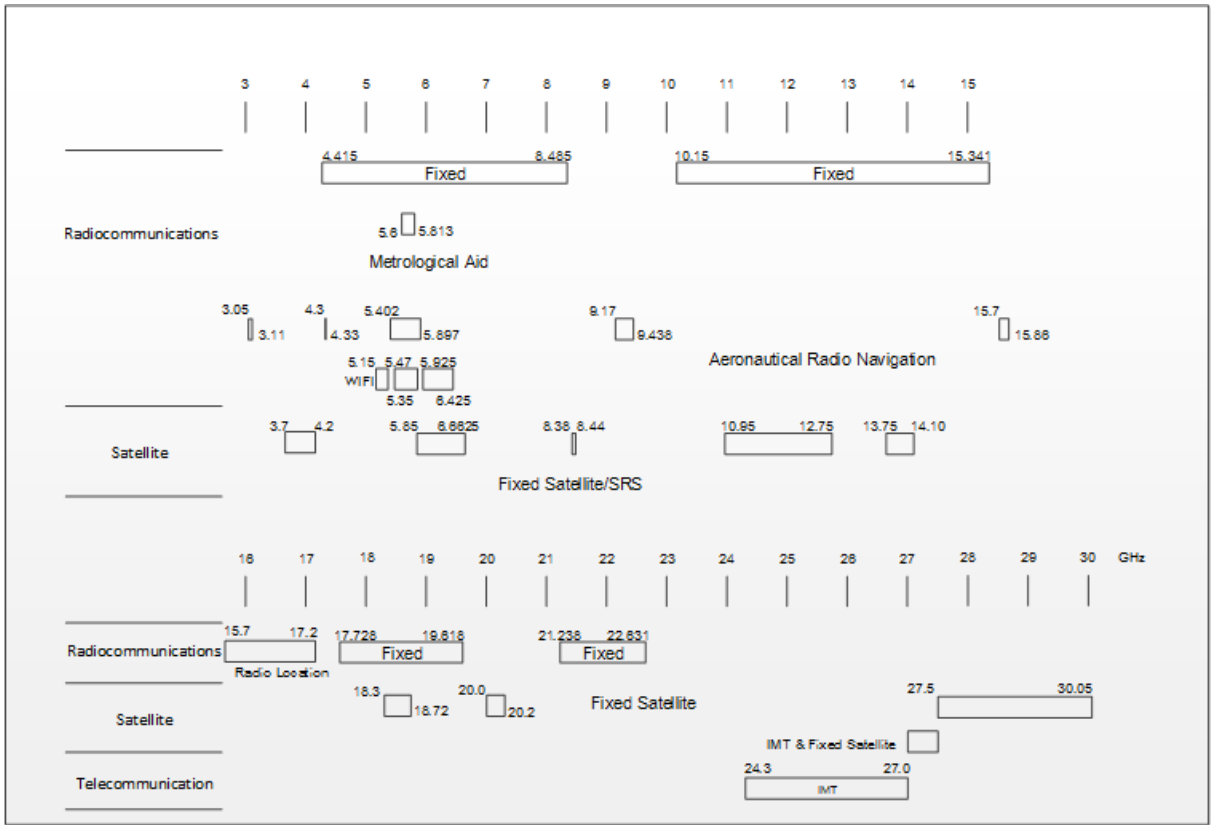 3 4 5 6 7 8 9 10 11 12 13 14 15
4.415 8.485 10.15 15.341
Fixed Fixed
Radiocommunications
5.6 5.813
Metrological Aid
3.05 4.3 5.402 9.17 15.7
3.11 4.33 5.897 9.438 15.86
Aeronautical Radio Navigation
5.15 5.47 5.925
WIFI
5.35 6.425
3.7 4.2 5.85 6.6625 8.38 8.44 10.95 12.75 13.75 14.10
Satellite
Fixed Satellite/SRS
16 17 18 19 20 21 22 23 24 25 26 27 28 29 30 GHz
15.7 17.2 17.728 19.618 21.238 22.631
Radiocommunications Fixed Fixed
Radio Location
18.3 20.0 Fixed Satellite 27.5 30.05
18.72 20.2
Satellite
IMT & Fixed Satellite
24.3 27.0
Telecommunication
IMT